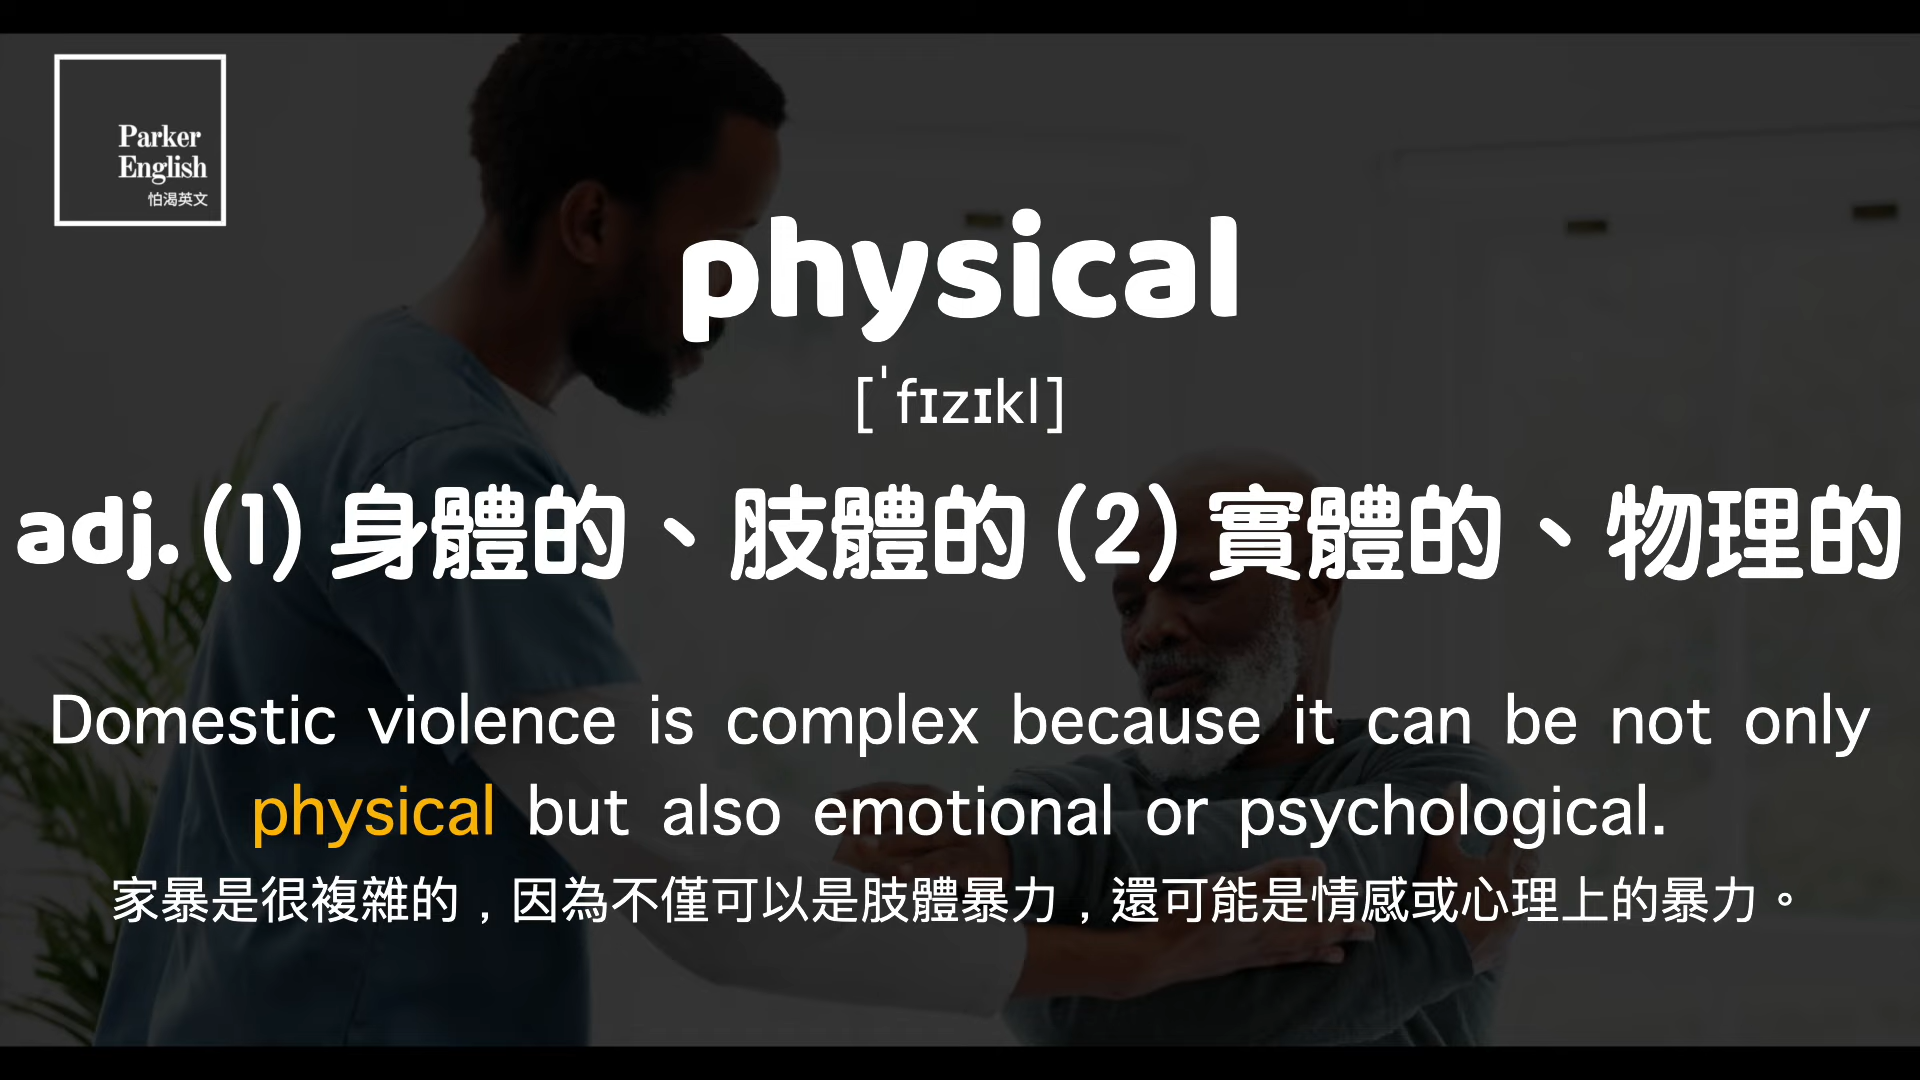 Parker
English
怕渴英文
physical
[ˈfɪzɪkl]
adj. (1) 身體的、肢體的 (2) 實體的、物理的
Domestic violence is complex because it can be not only
physical but also emotional or psychological.
家暴是很複雜的，因為不僅可以是肢體暴力，還可能是情感或心理上的暴力。